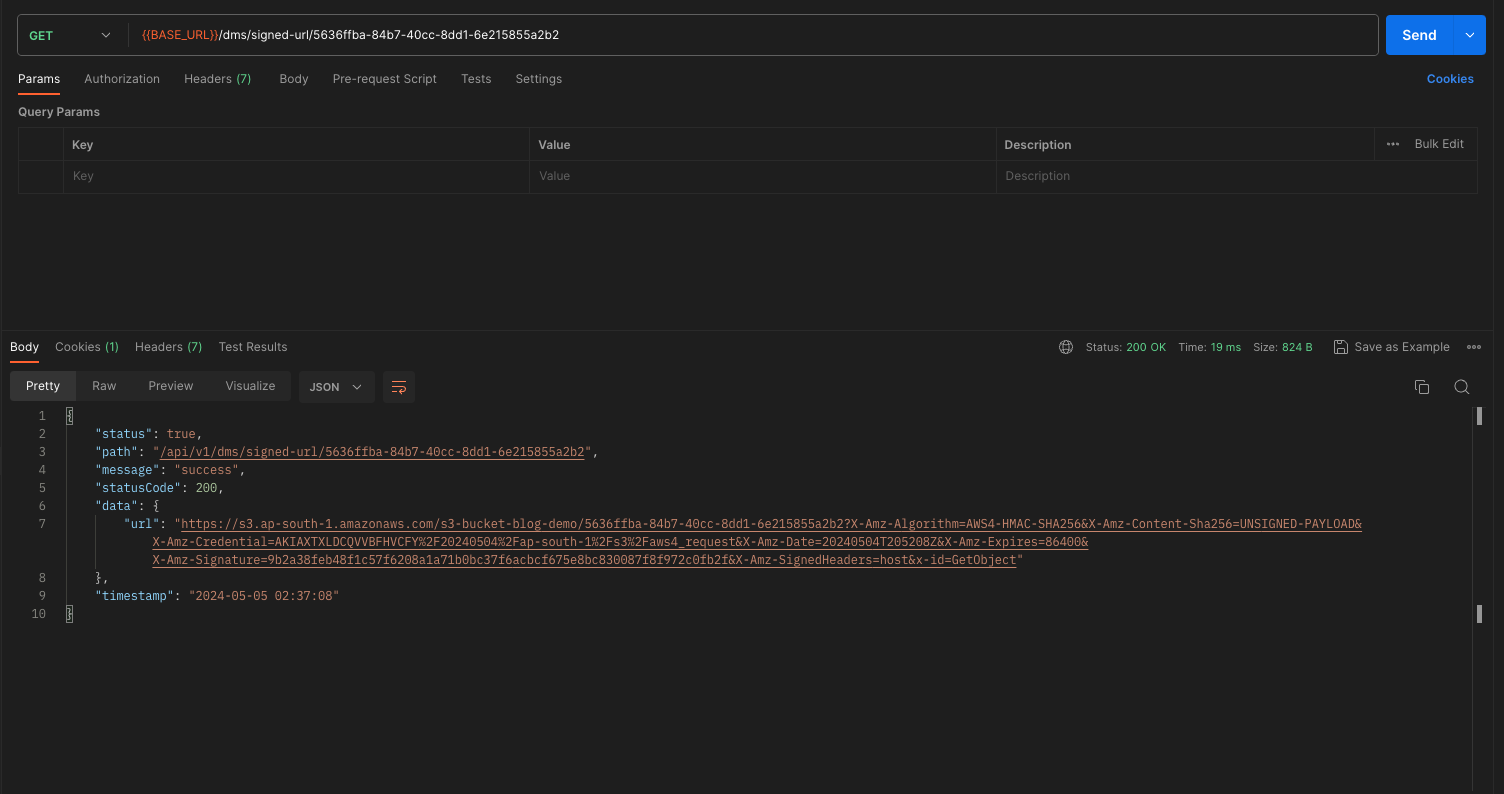 GET {{BASE_URL}}/dms/signed-url/5636ffba-84b7-40cc-8dd1-6e215855a2b2 Send
Params Authorization Headers (7) Body Pre-request Script Tests Settings Cookies
Query Params
Key Value Description ••• Bulk Edit
Key Value Description
Body Cookies (1) Headers (7) Test Results Status: 200 OK Time: 19 ms Size: 824 B Save as Example •••
Pretty Raw Preview Visualize JSON
1 {
2 "status": true,
3 "path": "/api/v1/dms/signed-url/5636ffba-84b7-40cc-8dd1-6e215855a2b2",
4 "message": "success",
5 "statusCode": 200,
6 "data": {
7 "url": "https://s3.ap-south-1.amazonaws.com/s3-bucket-blog-demo/5636ffba-84b7-40cc-8dd1-6e215855a2b2?X-Amz-Algorithm=AWS4-HMAC-SHA256&X-Amz-Content-Sha256=UNSIGNED-PAYLOAD&
X-Amz-Credential=AKIAXTXLDCQVVBFHVCFY%2F20240504%2Fap-south-1%2Fs3%2Faws4_request&X-Amz-Date=20240504T205208Z&X-Amz-Expires=86400&
X-Amz-Signature=9b2a38feb48f1c57f6208a1a71b0bc37f6acbcf675e8bc830087f8f972c0fb2f&X-Amz-SignedHeaders=host&x-id=GetObject"
8 },
9 "timestamp": "2024-05-05 02:37:08"
10 }